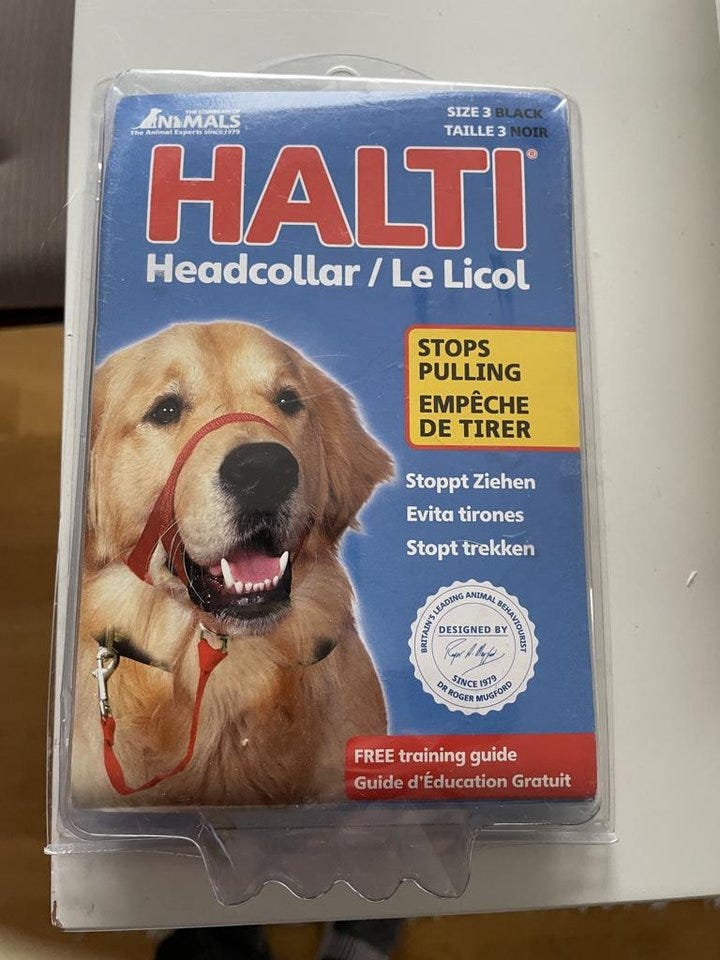 THE COMPANY OF
ANIMALS
The Animal Experts since 1979
SIZE 3 BLACK
TAILLE 3 NOIR
HALTI®
Headcollar / Le Licol
STOPS
PULLING
EMPÊCHE
DE TIRER
Stoppt Ziehen
Evita tirones
Stopt trekken
BRITAIN'S LEADING ANIMAL BEHAVIOURIST
DESIGNED BY
SINCE 1979
DR ROGER MUGFORD
FREE training guide
Guide d'Éducation Gratuit